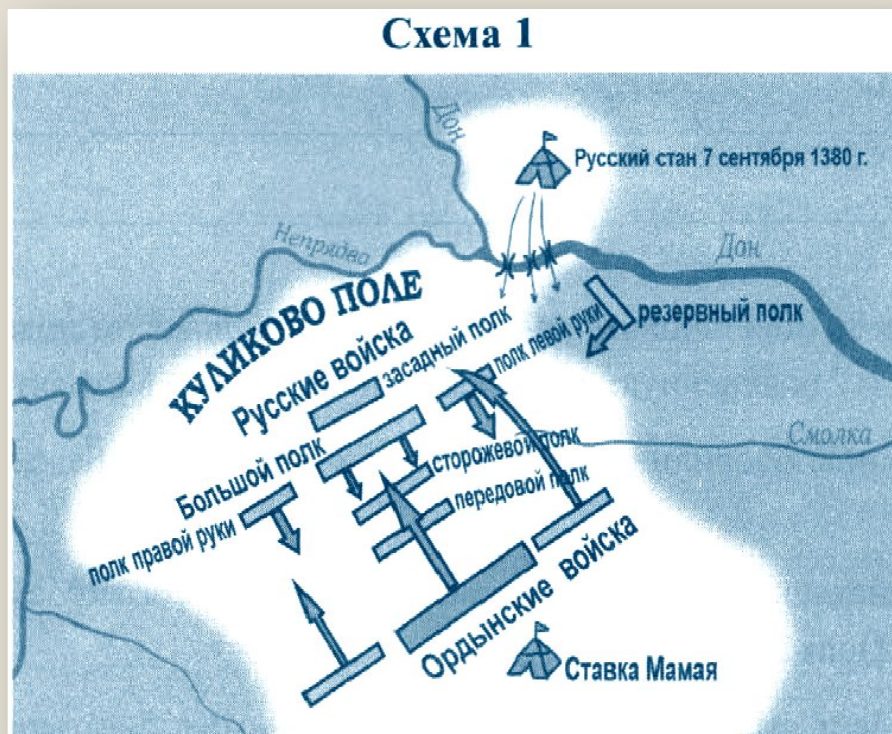 Схема 1
Дон
Русский стан 7 сентября 1380 г.
Непрядва
Дон
КУЛИКОВО ПОЛЕ
Русские войска
засадный полк
полк левой руки
резервный полк
Смолка
Большой полк
сторожевой полк
передовой полк
полк правой руки
Ордынские войска
Ставка Мамая